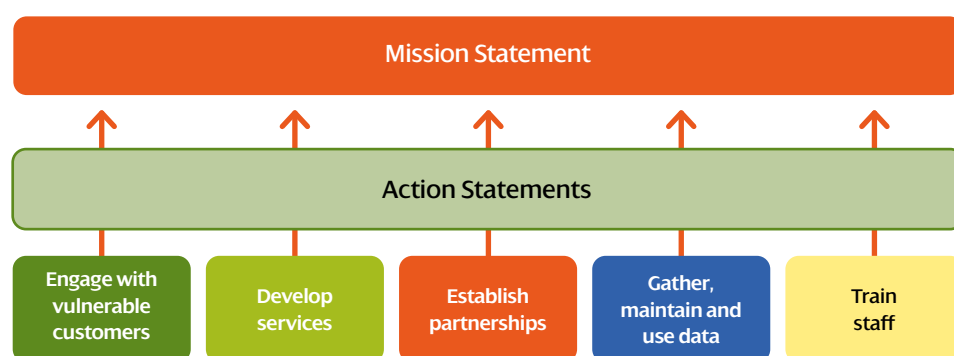 Mission Statement
Action Statements
Engage with
vulnerable
customers
Develop
services
Establish
partnerships
Gather,
maintain and
use data
Train
staff